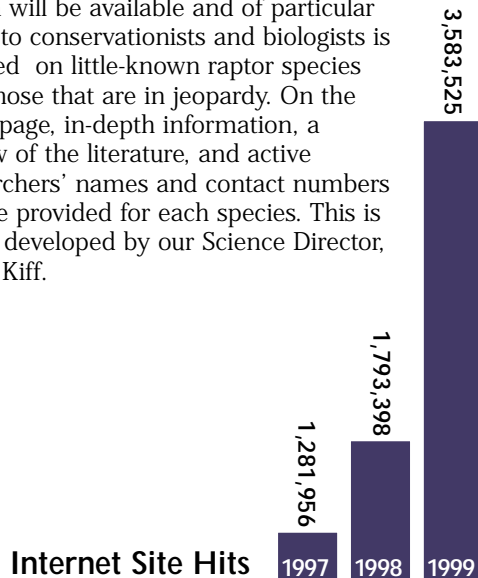 will be available and of particular
to conservationists and biologists is
ed on little-known raptor species
hose that are in jeopardy. On the
page, in-depth information, a
w of the literature, and active
rchers' names and contact numbers
e provided for each species. This is
developed by our Science Director,
Kiff.
3,583,525
1,793,398
1,281,956
Internet Site Hits
1997 1998 1999